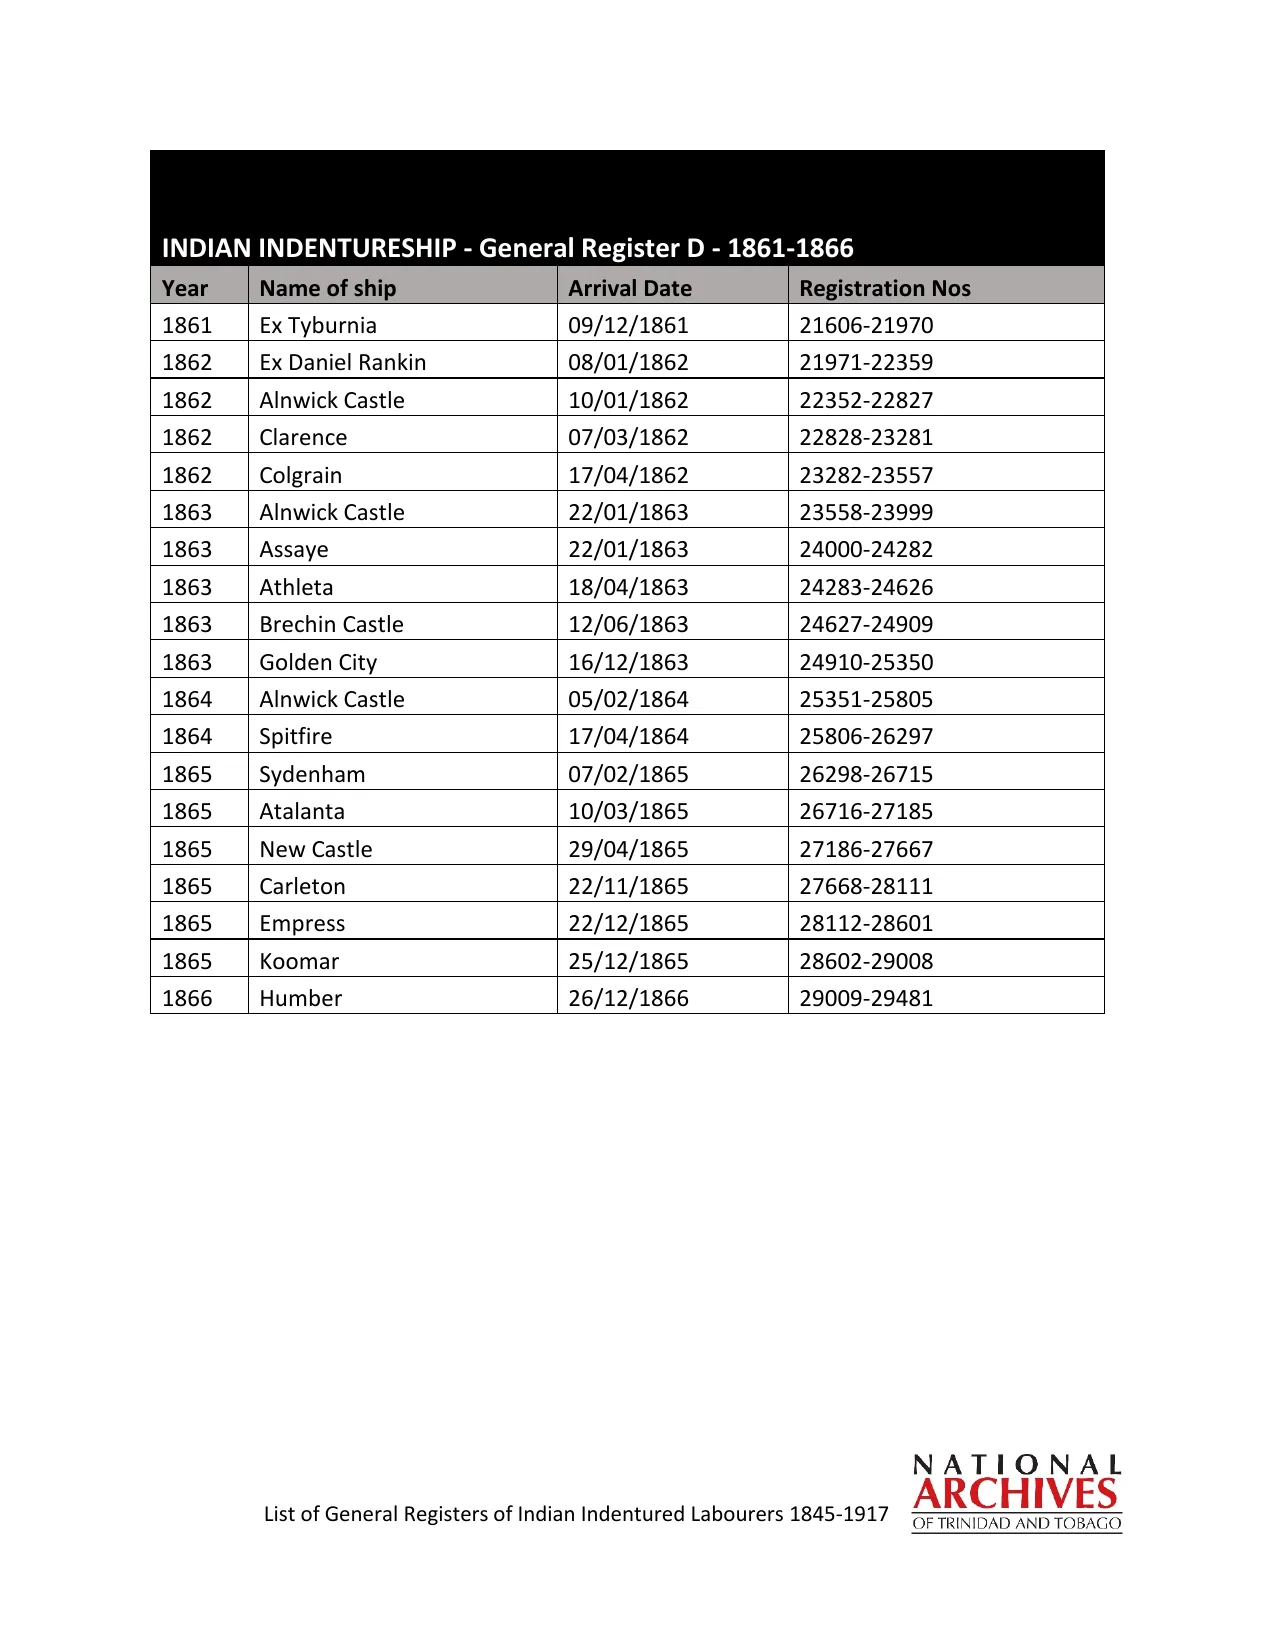 INDIAN INDENTURESHIP - General Register D - 1861-1866
Year Name of ship Arrival Date Registration Nos
1861 Ex Tyburnia 09/12/1861 21606-21970
1862 Ex Daniel Rankin 08/01/1862 21971-22359
1862 Alnwick Castle 10/01/1862 22352-22827
1862 Clarence 07/03/1862 22828-23281
1862 Colgrain 17/04/1862 23282-23557
1863 Alnwick Castle 22/01/1863 23558-23999
1863 Assaye 22/01/1863 24000-24282
1863 Athleta 18/04/1863 24283-24626
1863 Brechin Castle 12/06/1863 24627-24909
1863 Golden City 16/12/1863 24910-25350
1864 Alnwick Castle 05/02/1864 25351-25805
1864 Spitfire 17/04/1864 25806-26297
1865 Sydenham 07/02/1865 26298-26715
1865 Atalanta 10/03/1865 26716-27185
1865 New Castle 29/04/1865 27186-27667
1865 Carleton 22/11/1865 27668-28111
1865 Empress 22/12/1865 28112-28601
1865 Koomar 25/12/1865 28602-29008
1866 Humber 26/12/1866 29009-29481
List of General Registers of Indian Indentured Labourers 1845-1917
NATIONAL
ARCHIVES
OF TRINIDAD AND TOBAGO